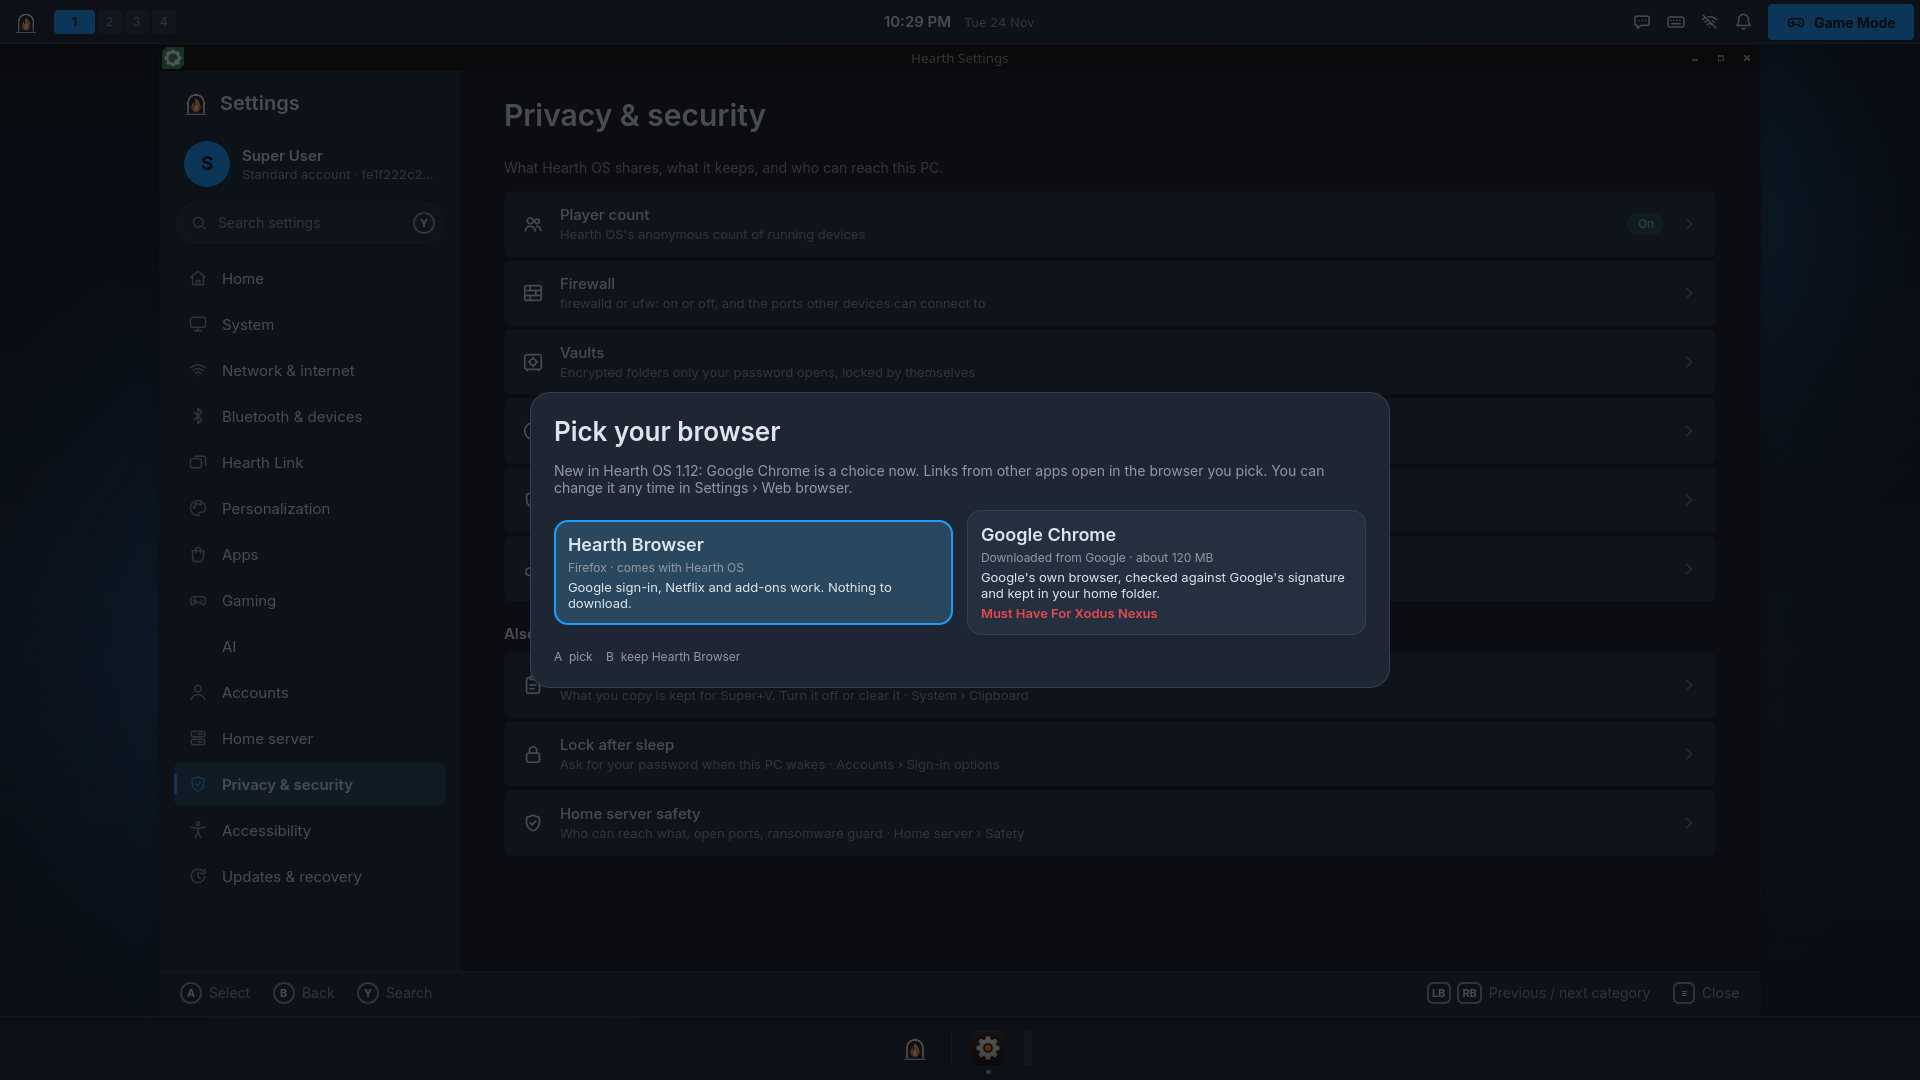 1 2 3 4
10:29 PM Tue 24 Nov
Game Mode
Hearth Settings
Settings
S
Super User
Standard account · fe1f222c2...
Search settings
Y
Home
System
Network & internet
Bluetooth & devices
Hearth Link
Personalization
Apps
Gaming
AI
Accounts
Home server
Privacy & security
Accessibility
Updates & recovery
Privacy & security
What Hearth OS shares, what it keeps, and who can reach this PC.
Player count
Hearth OS's anonymous count of running devices
On
Firewall
firewalld or ufw: on or off, and the ports other devices can connect to
Vaults
Encrypted folders only your password opens, locked by themselves
Pick your browser
New in Hearth OS 1.12: Google Chrome is a choice now. Links from other apps open in the browser you pick. You can
change it any time in Settings › Web browser.
Hearth Browser
Firefox · comes with Hearth OS
Google sign-in, Netflix and add-ons work. Nothing to
download.
Google Chrome
Downloaded from Google · about 120 MB
Google's own browser, checked against Google's signature
and kept in your home folder.
Must Have For Xodus Nexus
A pick B keep Hearth Browser
What you copy is kept for Super+V. Turn it off or clear it · System › Clipboard
Lock after sleep
Ask for your password when this PC wakes · Accounts › Sign-in options
Home server safety
Who can reach what, open ports, ransomware guard · Home server › Safety
A Select B Back Y Search
LB RB Previous / next category Close